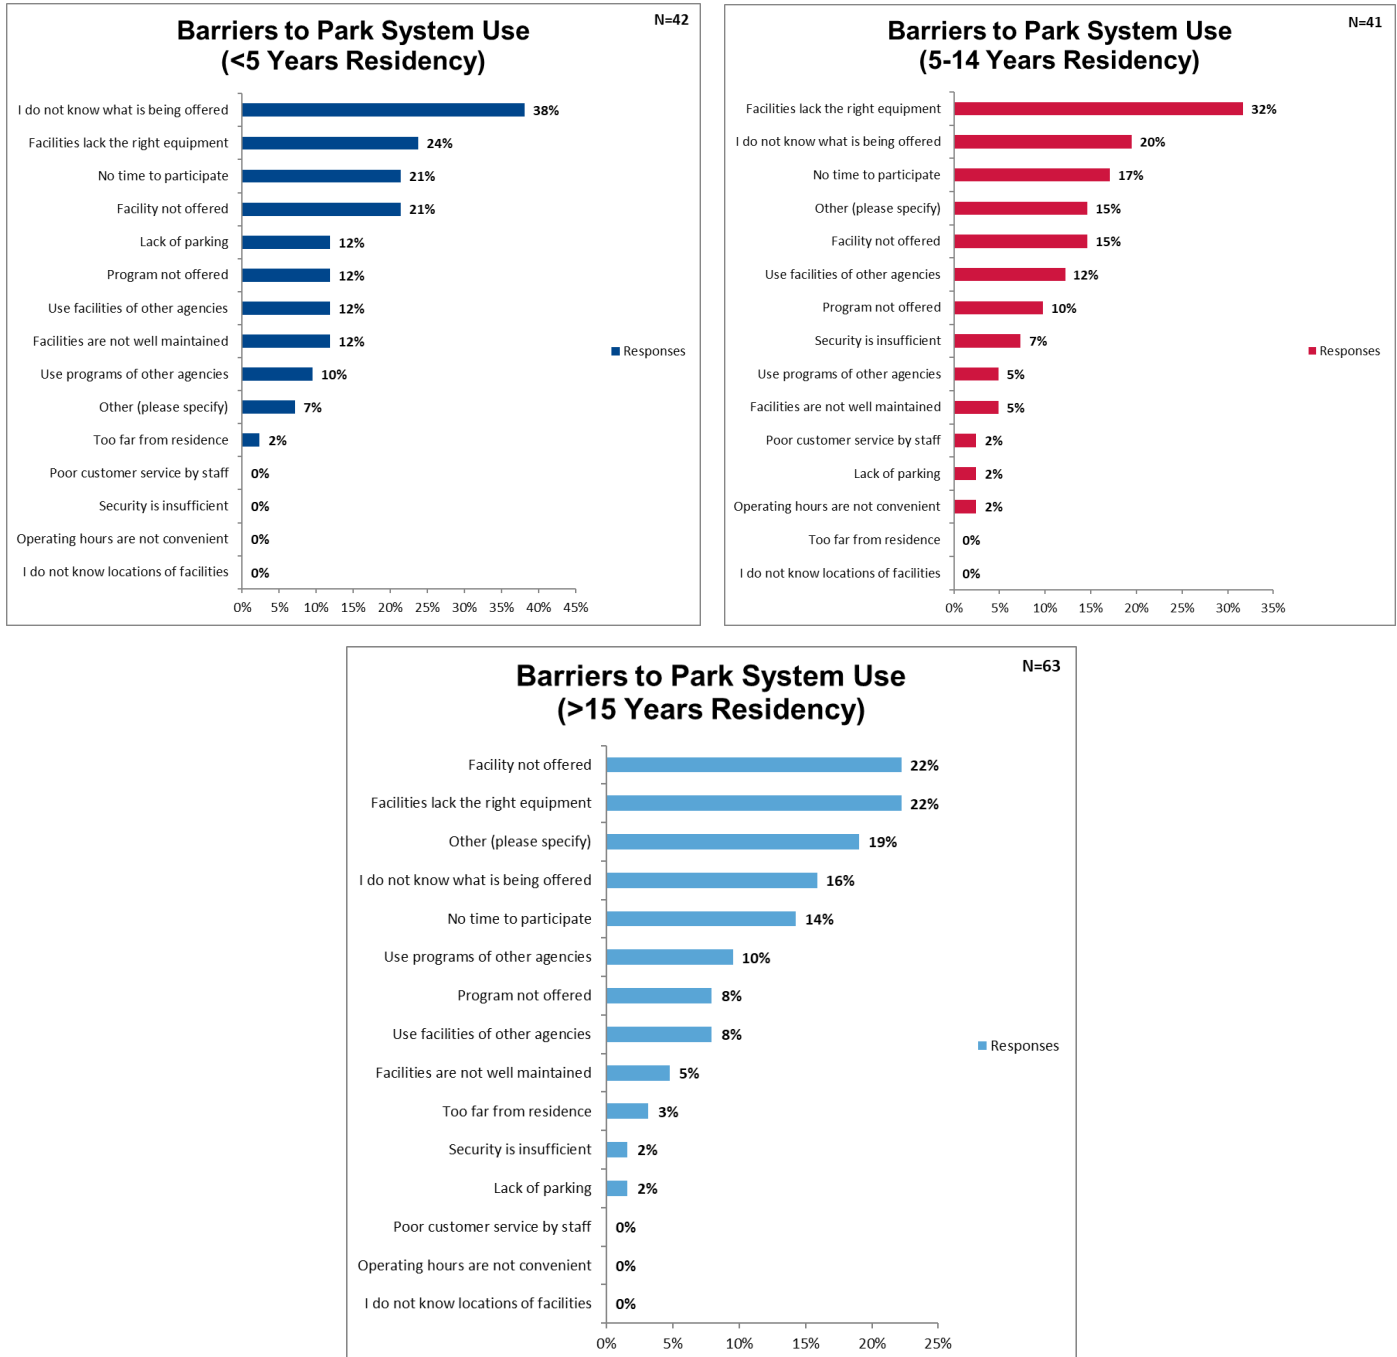 Barriers to Park System Use
(<5 Years Residency)
N=42
I do not know what is being offered 38%
Facilities lack the right equipment 24%
No time to participate 21%
Facility not offered 21%
Lack of parking 12%
Program not offered 12%
Use facilities of other agencies 12%
Facilities are not well maintained 12%
Use programs of other agencies 10%
Other (please specify) 7%
Too far from residence 2%
Poor customer service by staff 0%
Security is insufficient 0%
Operating hours are not convenient 0%
I do not know locations of facilities 0%
0% 5% 10% 15% 20% 25% 30% 35% 40% 45%
Responses
Barriers to Park System Use
(5-14 Years Residency)
N=41
Facilities lack the right equipment 32%
I do not know what is being offered 20%
No time to participate 17%
Other (please specify) 15%
Facility not offered 15%
Use facilities of other agencies 12%
Program not offered 10%
Security is insufficient 7%
Use programs of other agencies 5%
Facilities are not well maintained 5%
Poor customer service by staff 2%
Lack of parking 2%
Operating hours are not convenient 2%
Too far from residence 0%
I do not know locations of facilities 0%
0% 5% 10% 15% 20% 25% 30% 35%
Responses
Barriers to Park System Use
(>15 Years Residency)
N=63
Facility not offered 22%
Facilities lack the right equipment 22%
Other (please specify) 19%
I do not know what is being offered 16%
No time to participate 14%
Use programs of other agencies 10%
Program not offered 8%
Use facilities of other agencies 8%
Facilities are not well maintained 5%
Too far from residence 3%
Security is insufficient 2%
Lack of parking 2%
Poor customer service by staff 0%
Operating hours are not convenient 0%
I do not know locations of facilities 0%
0% 5% 10% 15% 20% 25%
Responses